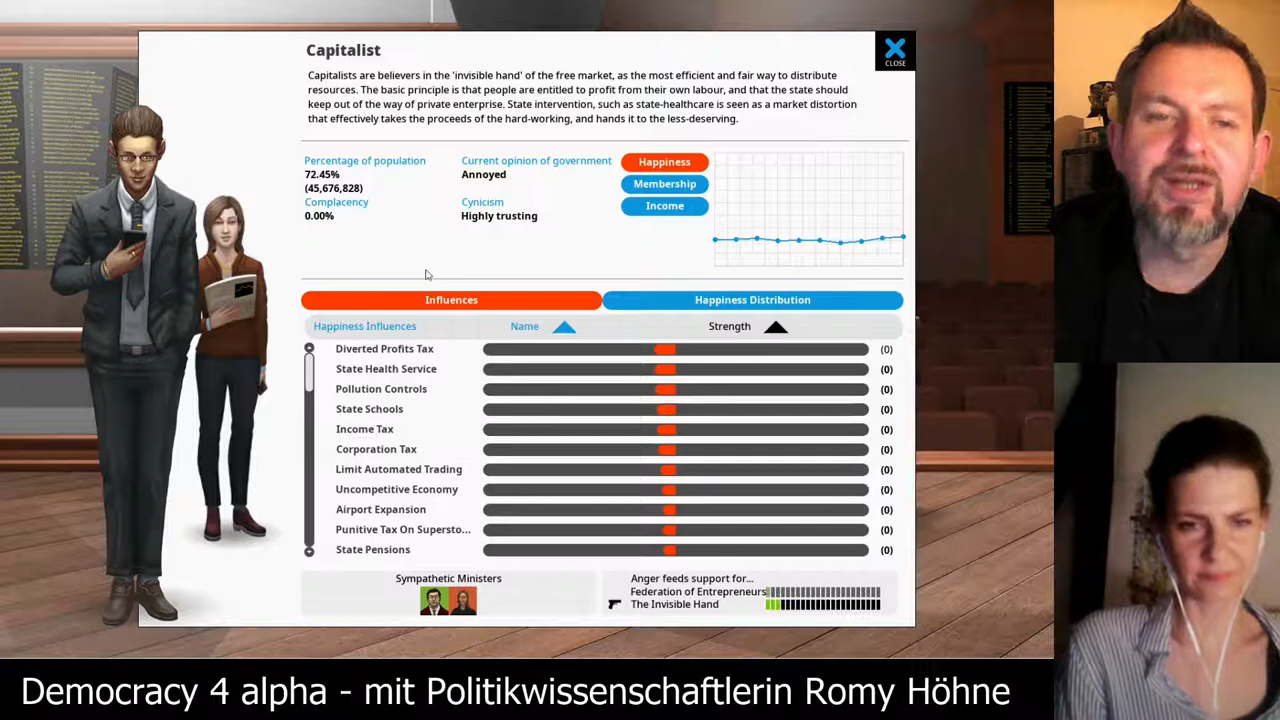 Capitalist
CLOSE
Capitalists are believers in the 'invisible hand' of the free market, as the most efficient and fair way to distribute
resources. The basic principle is that people are entitled to profit from their own labour, and that the state should
keep out of the way of private enterprise. State intervention, such as state-healthcare is seen as a market distortion
that effectively takes the proceeds of the hard-working, and hands it to the less-deserving.
Percentage of population
72.45%
(45,676,828)
Complacency
0.00%
Current opinion of government
Annoyed
Cynicism
Highly trusting
Happiness
Membership
Income
Influences
Happiness Distribution
Happiness Influences Name Strength
Diverted Profits Tax (0)
State Health Service (0)
Pollution Controls (0)
State Schools (0)
Income Tax (0)
Corporation Tax (0)
Limit Automated Trading (0)
Uncompetitive Economy (0)
Airport Expansion (0)
Punitive Tax On Supersto... (0)
State Pensions (0)
Sympathetic Ministers
Anger feeds support for...
Federation of Entrepreneurs
The Invisible Hand
Democracy 4 alpha - mit Politikwissenschaftlerin Romy Höhne